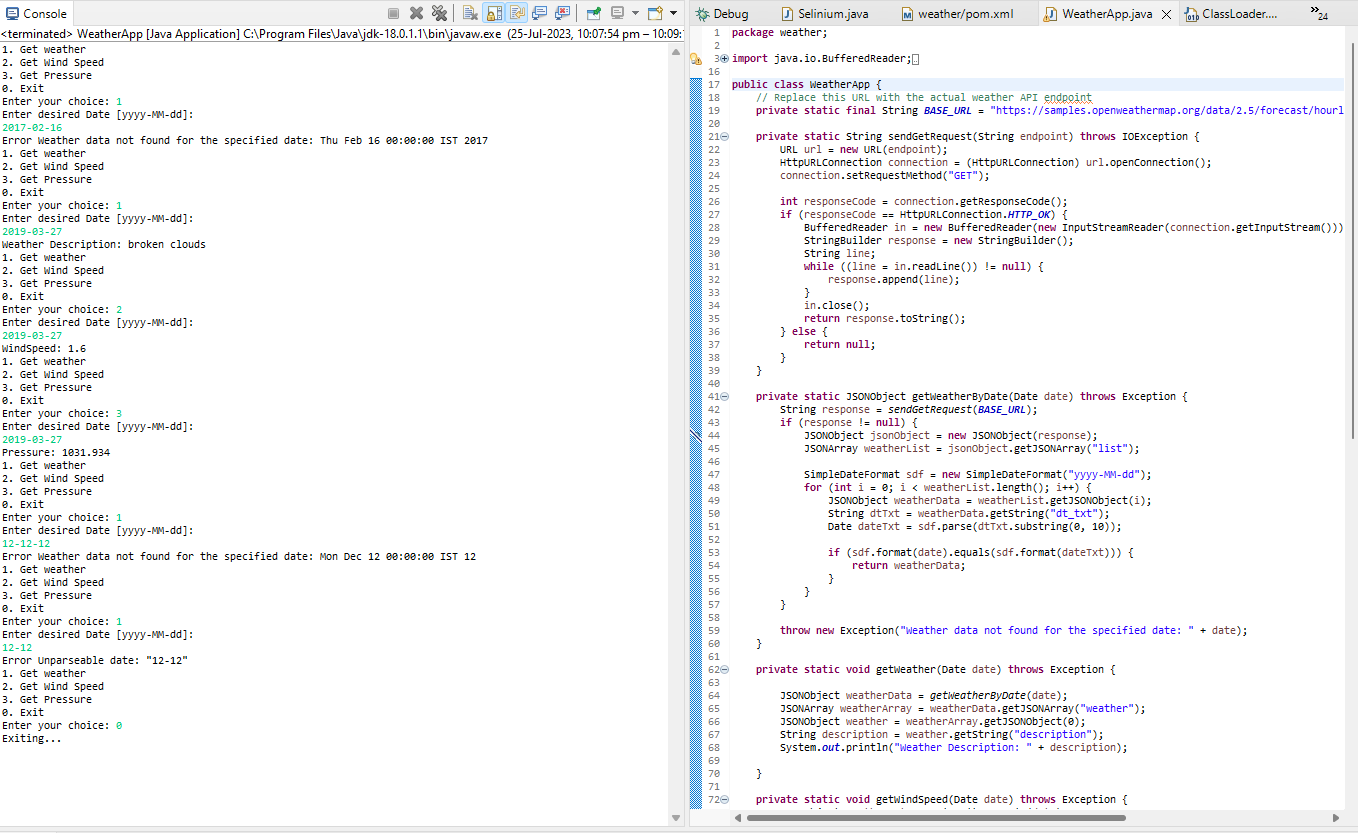 Console
<terminated> WeatherApp [Java Application] C:\Program Files\Java\jdk-18.0.1.1\bin\javaw.exe (25-Jul-2023, 10:07:54 pm – 10:09:
1. Get weather
2. Get Wind Speed
3. Get Pressure
0. Exit
Enter your choice: 1
Enter desired Date [yyyy-MM-dd]:
2017-02-16
Error Weather data not found for the specified date: Thu Feb 16 00:00:00 IST 2017
1. Get weather
2. Get Wind Speed
3. Get Pressure
0. Exit
Enter your choice: 1
Enter desired Date [yyyy-MM-dd]:
2019-03-27
Weather Description: broken clouds
1. Get weather
2. Get Wind Speed
3. Get Pressure
0. Exit
Enter your choice: 2
Enter desired Date [yyyy-MM-dd]:
2019-03-27
WindSpeed: 1.6
1. Get weather
2. Get Wind Speed
3. Get Pressure
0. Exit
Enter your choice: 3
Enter desired Date [yyyy-MM-dd]:
2019-03-27
Pressure: 1031.934
1. Get weather
2. Get Wind Speed
3. Get Pressure
0. Exit
Enter your choice: 1
Enter desired Date [yyyy-MM-dd]:
12-12-12
Error Weather data not found for the specified date: Mon Dec 12 00:00:00 IST 12
1. Get weather
2. Get Wind Speed
3. Get Pressure
0. Exit
Enter your choice: 1
Enter desired Date [yyyy-MM-dd]:
12-12
Error Unparseable date: "12-12"
1. Get weather
2. Get Wind Speed
3. Get Pressure
0. Exit
Enter your choice: 0
Exiting...
Debug Selinium.java weather/pom.xml WeatherApp.java ClassLoader.... 24
1 package weather;
2
3 import java.io.BufferedReader;
16
17 public class WeatherApp {
18 // Replace this URL with the actual weather API endpoint
19 private static final String BASE_URL = "https://samples.openweathermap.org/data/2.5/forecast/hourl
20
21 private static String sendGetRequest(String endpoint) throws IOException {
22 URL url = new URL(endpoint);
23 HttpURLConnection connection = (HttpURLConnection) url.openConnection();
24 connection.setRequestMethod("GET");
25
26 int responseCode = connection.getResponseCode();
27 if (responseCode == HttpURLConnection.HTTP_OK) {
28 BufferedReader in = new BufferedReader(new InputStreamReader(connection.getInputStream()))
29 StringBuilder response = new StringBuilder();
30 String line;
31 while ((line = in.readLine()) != null) {
32 response.append(line);
33 }
34 in.close();
35 return response.toString();
36 } else {
37 return null;
38 }
39 }
40
41 private static JSONObject getWeatherByDate(Date date) throws Exception {
42 String response = sendGetRequest(BASE_URL);
43 if (response != null) {
44 JSONObject jsonObject = new JSONObject(response);
45 JSONArray weatherList = jsonObject.getJSONArray("list");
46
47 SimpleDateFormat sdf = new SimpleDateFormat("yyyy-MM-dd");
48 for (int i = 0; i < weatherList.length(); i++) {
49 JSONObject weatherData = weatherList.getJSONObject(i);
50 String dtTxt = weatherData.getString("dt_txt");
51 Date dateTxt = sdf.parse(dtTxt.substring(0, 10));
52
53 if (sdf.format(date).equals(sdf.format(dateTxt))) {
54 return weatherData;
55 }
56 }
57 }
58
59 throw new Exception("Weather data not found for the specified date: " + date);
60 }
61
62 private static void getWeather(Date date) throws Exception {
63
64 JSONObject weatherData = getWeatherByDate(date);
65 JSONArray weatherArray = weatherData.getJSONArray("weather");
66 JSONObject weather = weatherArray.getJSONObject(0);
67 String description = weather.getString("description");
68 System.out.println("Weather Description: " + description);
69
70 }
71
72 private static void getWindSpeed(Date date) throws Exception {